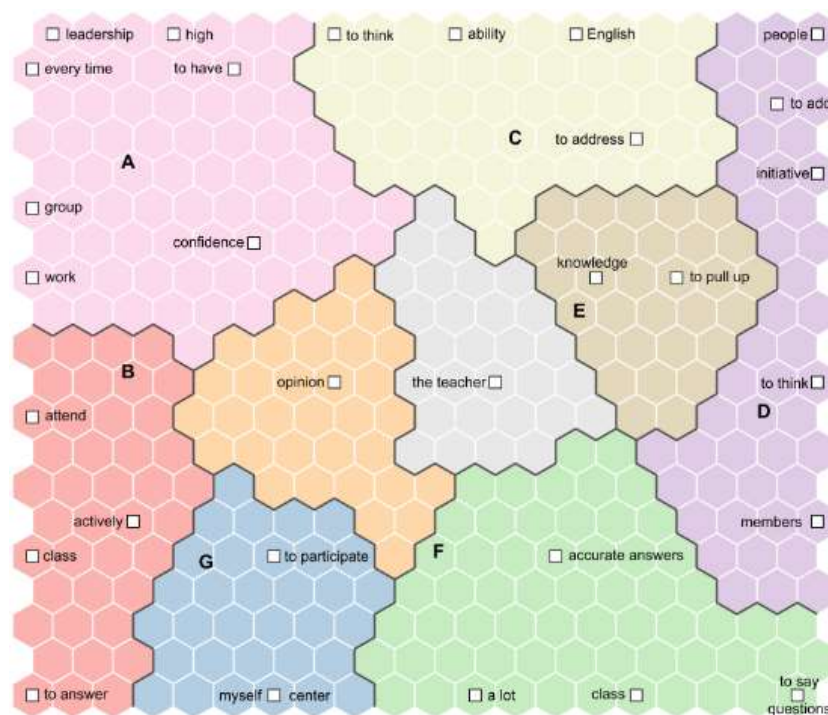 leadership high to think ability English people
every time to have
to add
A C to address
initiative
group
confidence
knowledge
work to pull up
E
B opinion the teacher to think
attend D
actively members
class G to participate F accurate answers
to say
to answer myself center a lot class
questions